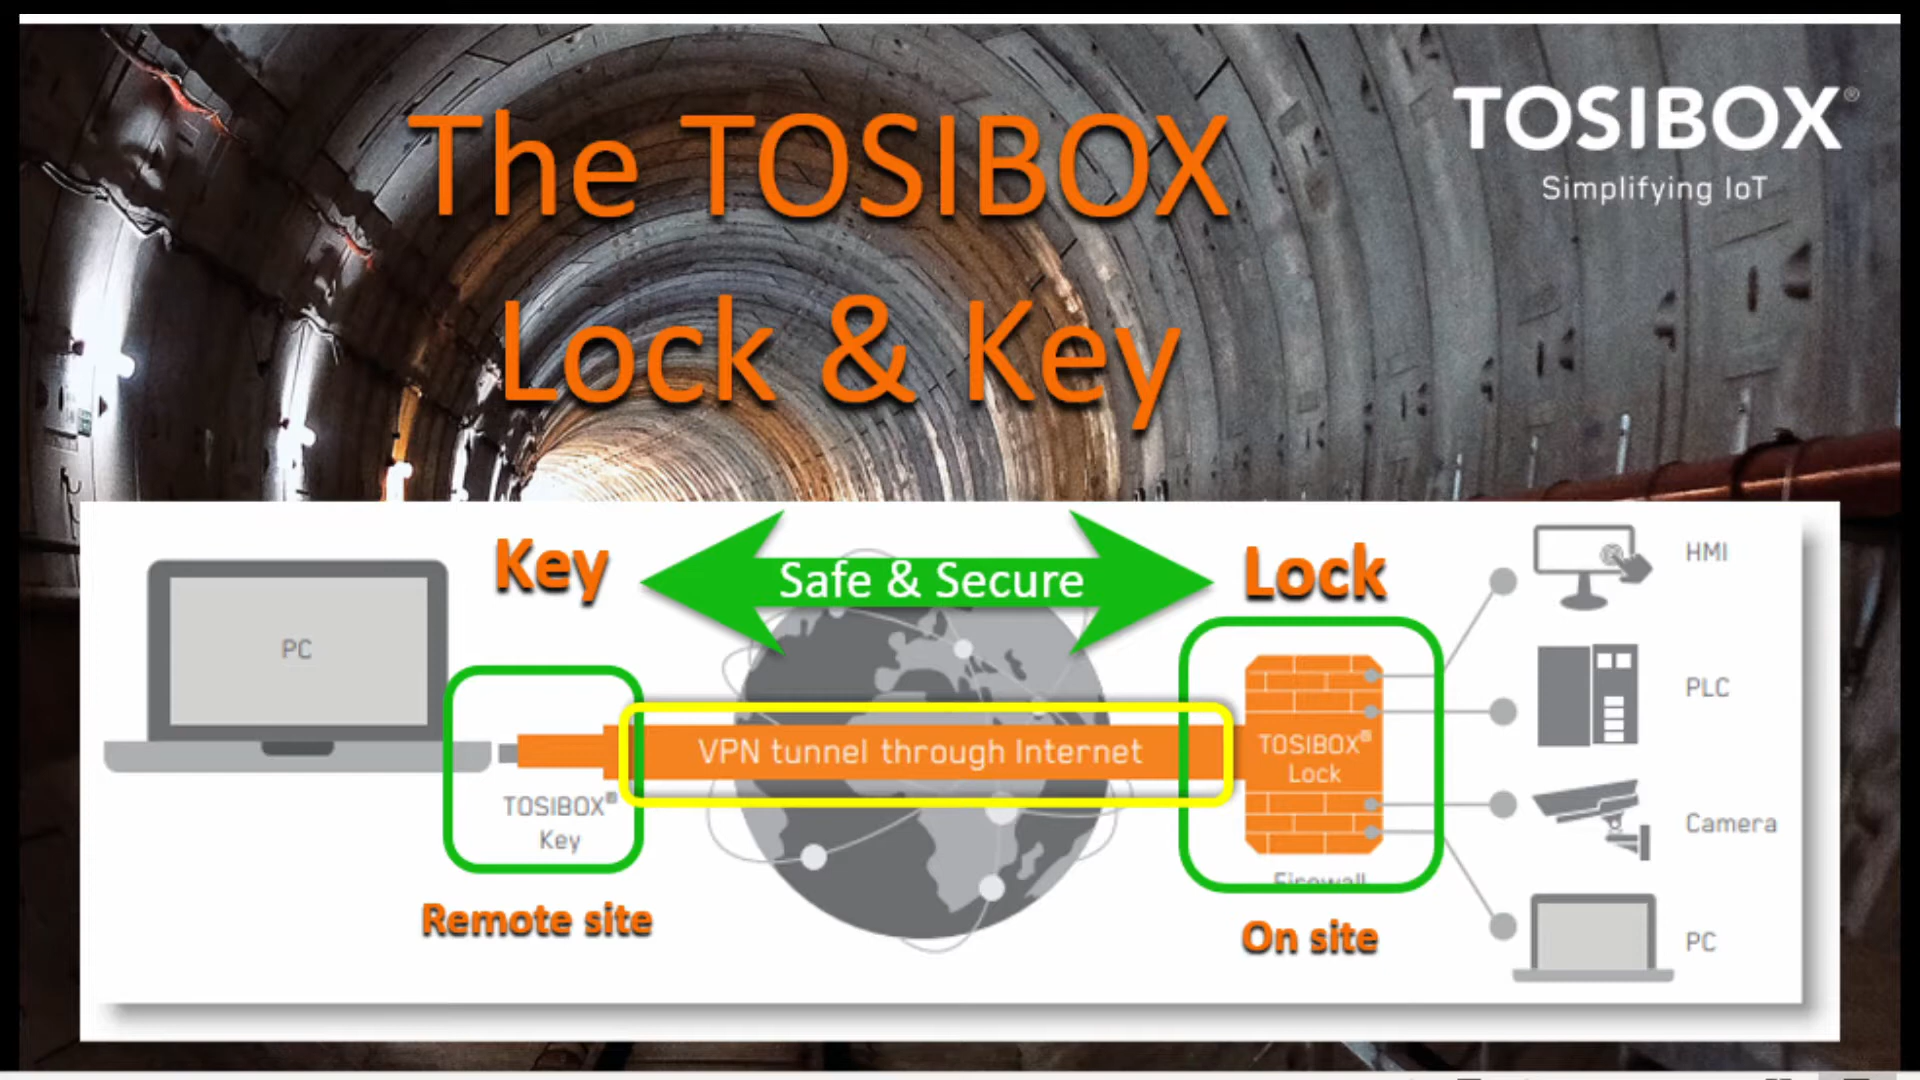 The TOSIBOX
Lock & Key
TOSIBOX®
Simplifying IoT
Key
Safe & Secure
Lock
PC
TOSIBOX®
Key
VPN tunnel through Internet
TOSIBOX®
Lock
Firewall
HMI
PLC
Camera
PC
Remote site
On site